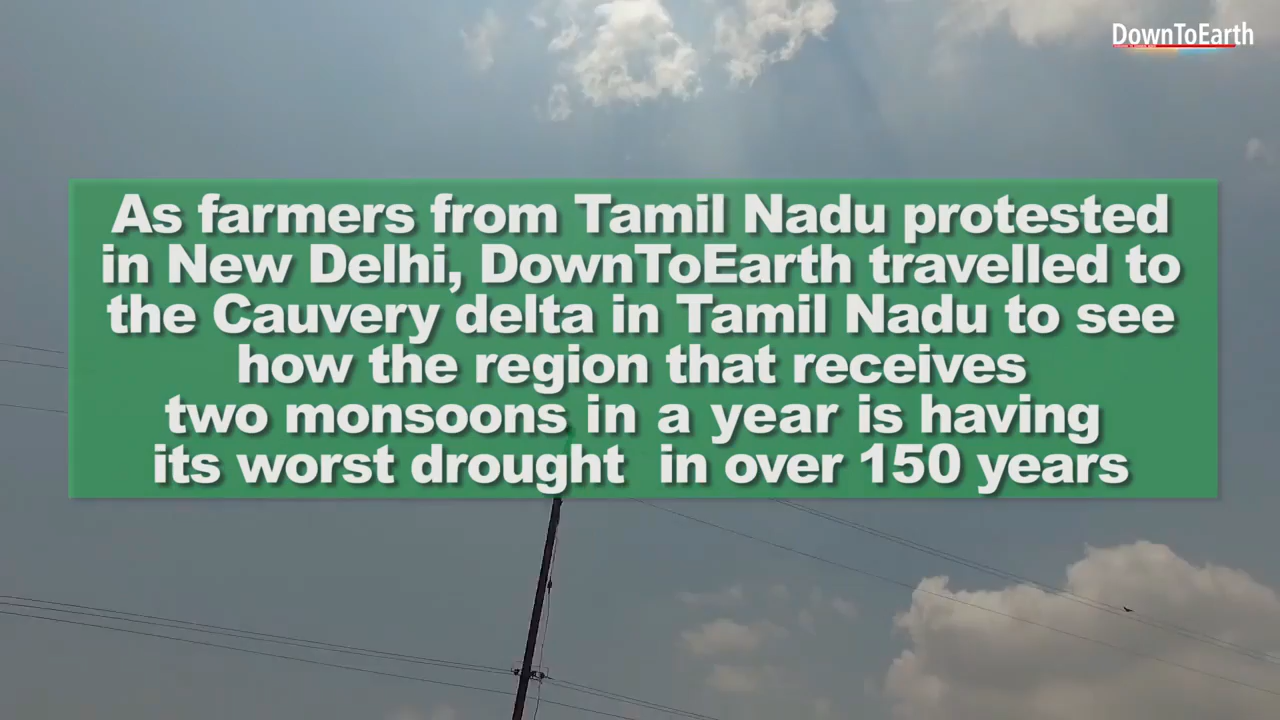 DownToEarth
As farmers from Tamil Nadu protested
in New Delhi, DownToEarth travelled to
the Cauvery delta in Tamil Nadu to see
how the region that receives
two monsoons in a year is having
its worst drought in over 150 years